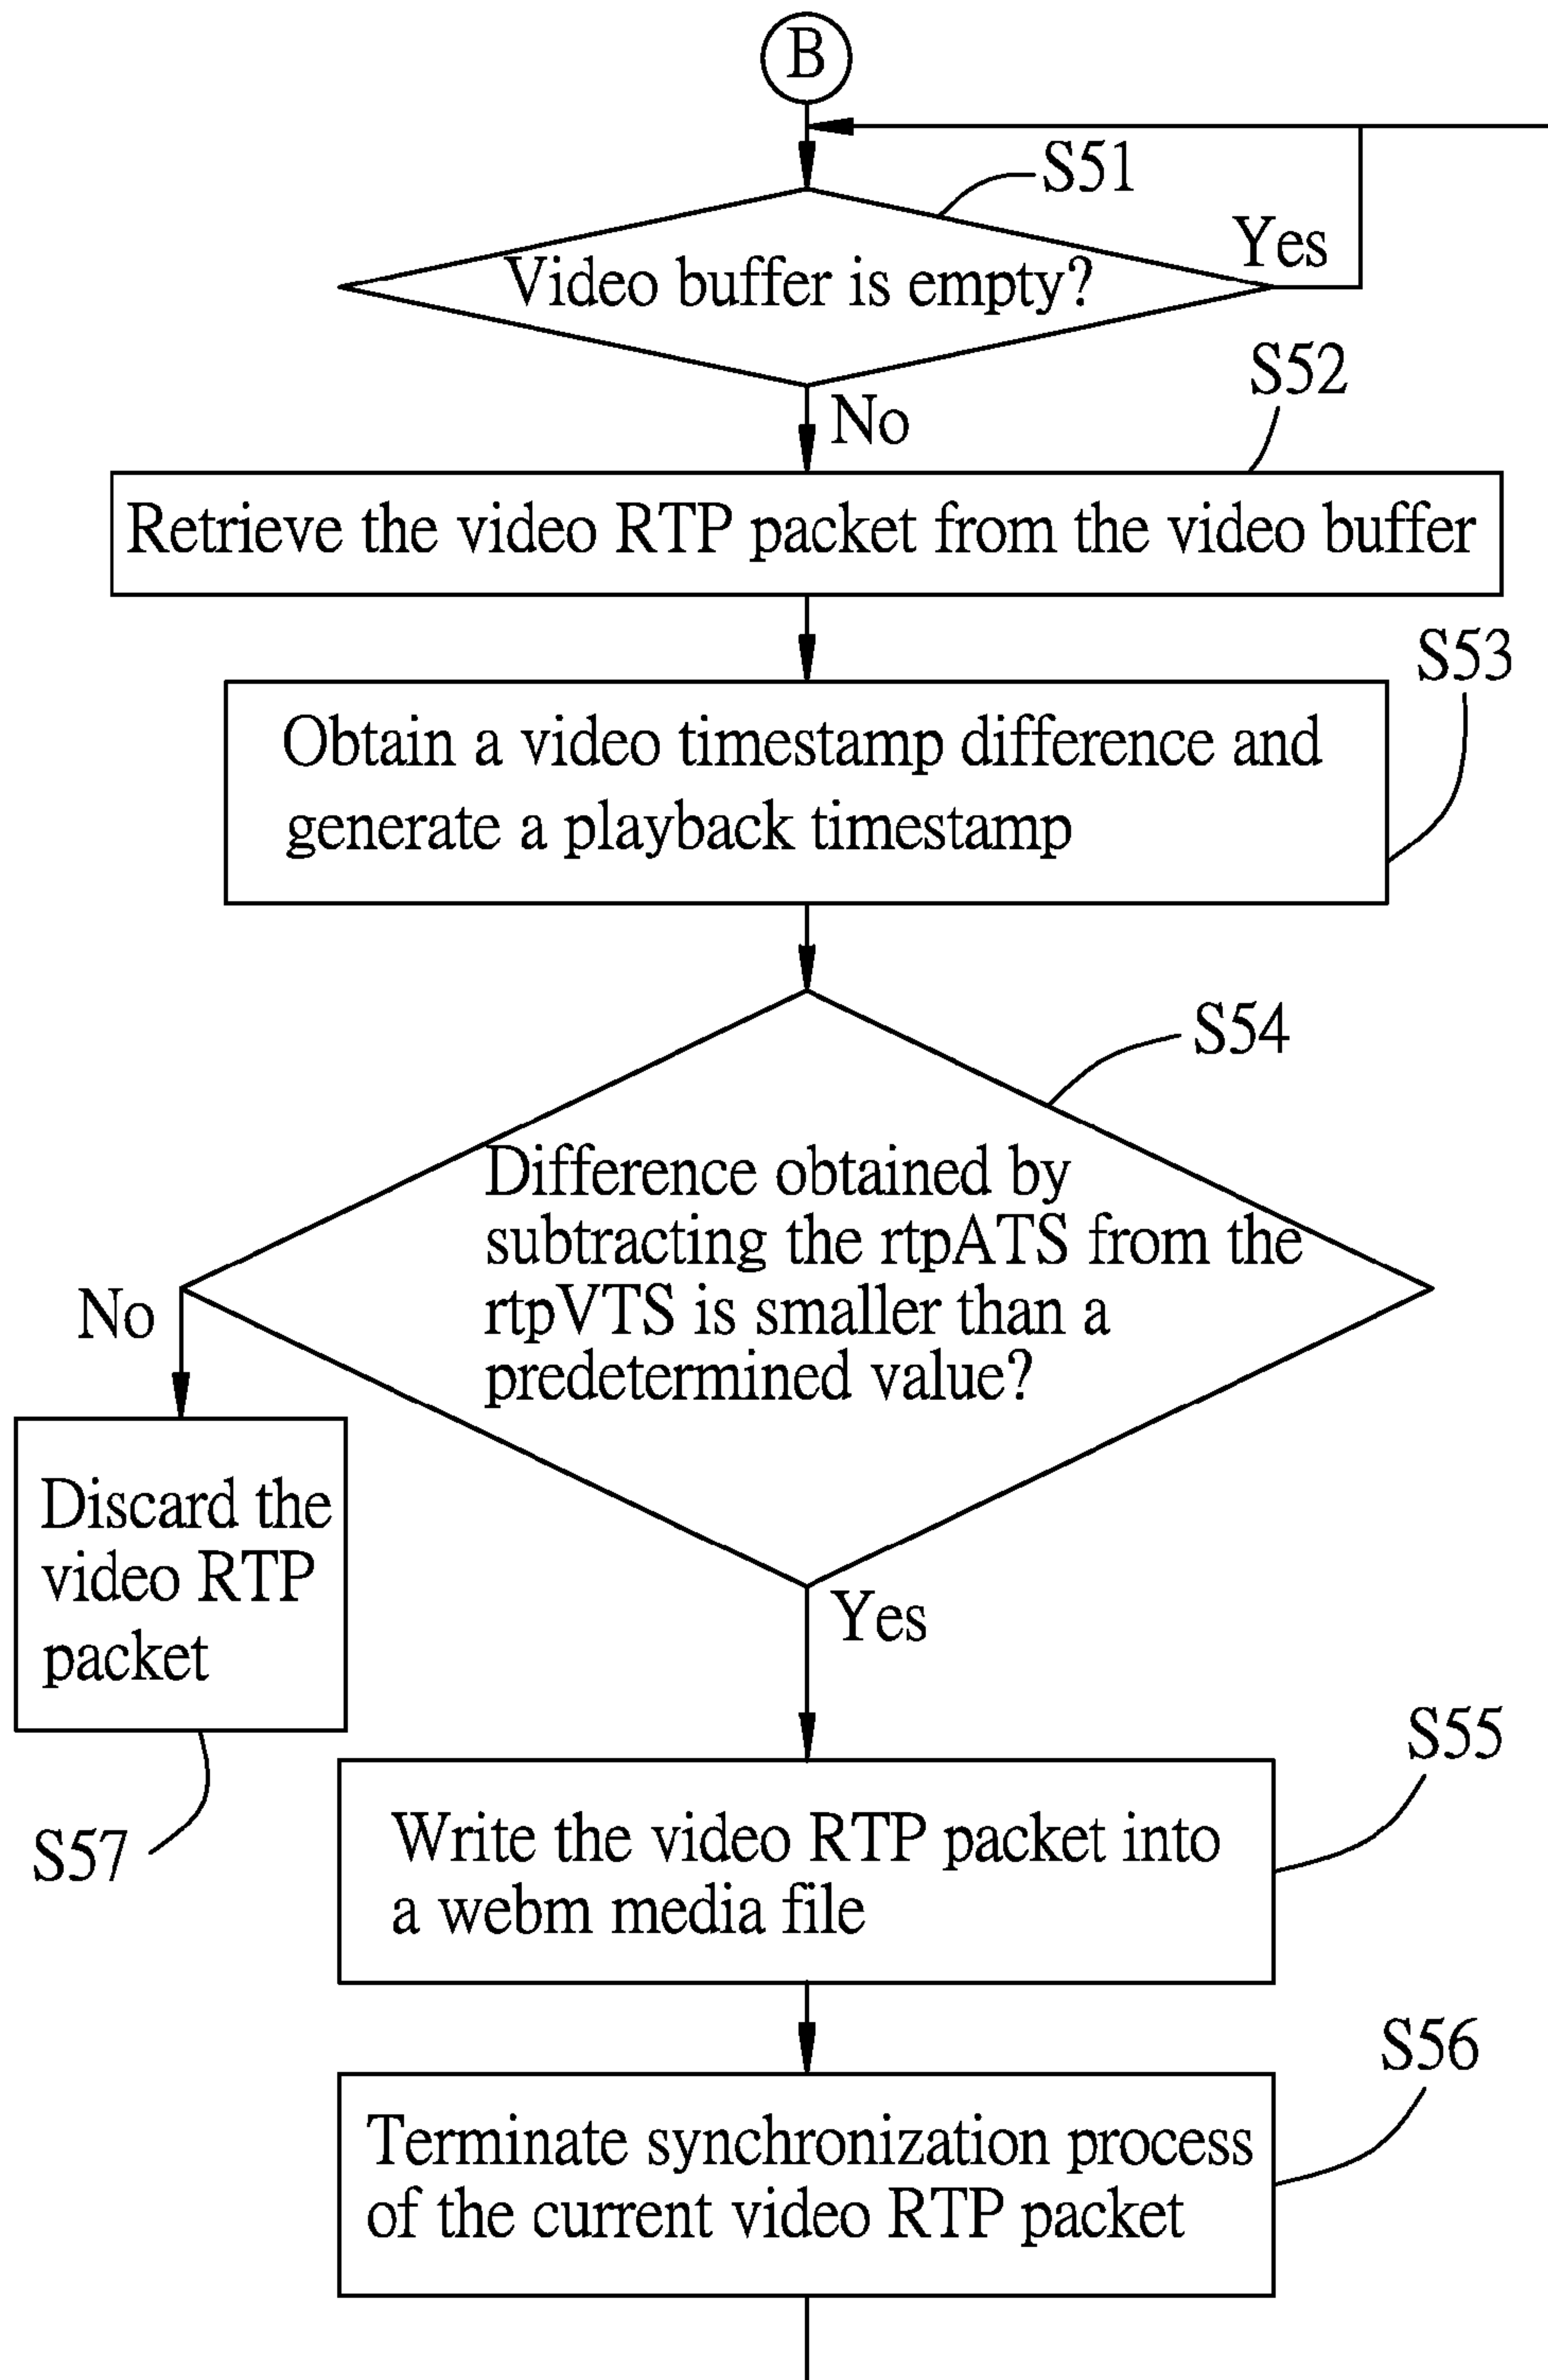 B
S51
Video buffer is empty?
Yes
No
S52
Retrieve the video RTP packet from the video buffer
S53
Obtain a video timestamp difference and
generate a playback timestamp
S54
Difference obtained by
subtracting the rtpATS from the
rtpVTS is smaller than a
predetermined value?
No
Discard the
video RTP
packet
S57
Yes
S55
Write the video RTP packet into
a webm media file
S56
Terminate synchronization process
of the current video RTP packet